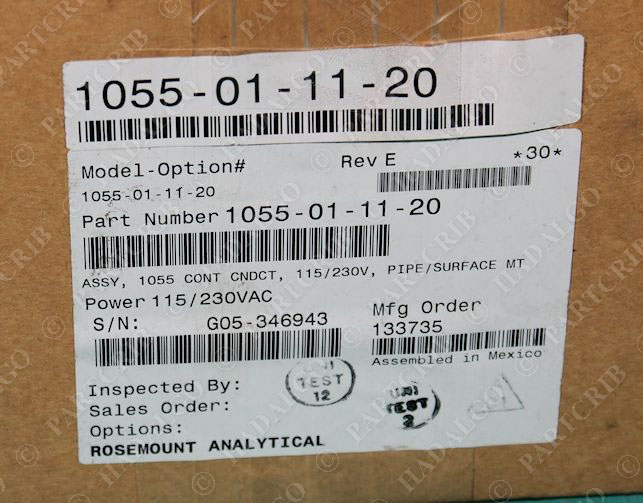 1055-01-11-20
Model-Option# Rev E *30*
1055-01-11-20
Part Number 1055-01-11-20
ASSY, 1055 CONT CNDCT, 115/230V, PIPE/SURFACE MT
Power 115/230VAC
S/N: G05-346943
Mfg Order
133735
Assembled in Mexico
Inspected By:
TEST
12
TEST
2
Sales Order:
Options:
ROSEMOUNT ANALYTICAL
© PARTCRIB
© HADALGO